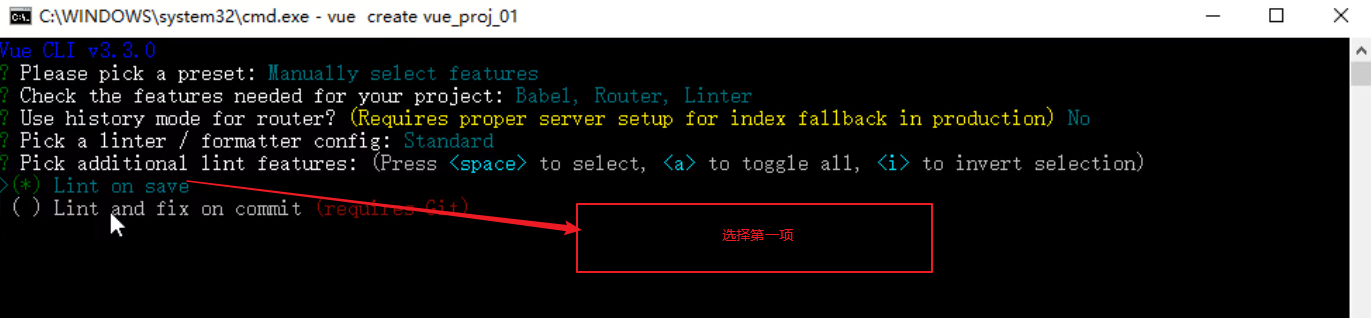 C:\WINDOWS\system32\cmd.exe - vue  create vue_proj_01
Vue CLI v3.3.0
? Please pick a preset: Manually select features
? Check the features needed for your project: Babel, Router, Linter
? Use history mode for router? (Requires proper server setup for index fallback in production) No
? Pick a linter / formatter config: Standard
? Pick additional lint features: (Press <space> to select, <a> to toggle all, <i> to invert selection)
>(*) Lint on save
( ) Lint and fix on commit (requires Git)
选择第一项